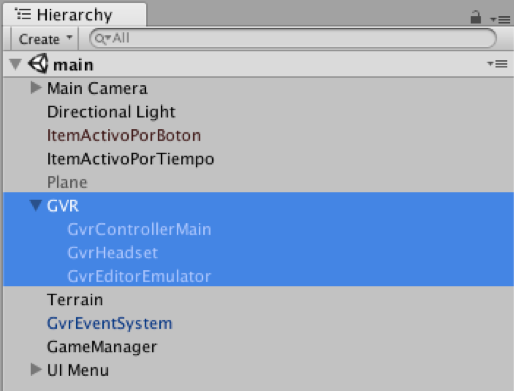 Hierarchy
Create All
main
Main Camera
Directional Light
ItemActivoPorBoton
ItemActivoPorTiempo
Plane
GVR
GvrControllerMain
GvrHeadset
GvrEditorEmulator
Terrain
GvrEventSystem
GameManager
UI Menu